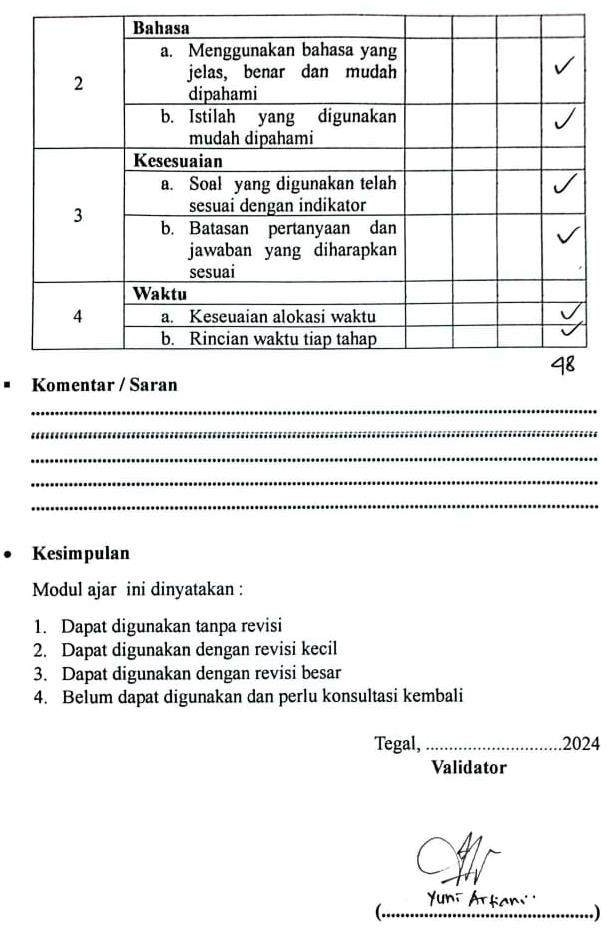 Bahasa
2
a. Menggunakan bahasa yang
jelas, benar dan mudah
dipahami
✓
b. Istilah yang digunakan
mudah dipahami
✓
Kesesuaian
3
a. Soal yang digunakan telah
sesuai dengan indikator
✓
b. Batasan pertanyaan dan
jawaban yang diharapkan
sesuai
✓
Waktu
4
a. Keseuaian alokasi waktu
✓
b. Rincian waktu tiap tahap
✓
48
▪ Komentar / Saran
• Kesimpulan
Modul ajar ini dinyatakan :
1. Dapat digunakan tanpa revisi
2. Dapat digunakan dengan revisi kecil
3. Dapat digunakan dengan revisi besar
4. Belum dapat digunakan dan perlu konsultasi kembali
Tegal, ..............................2024
Validator
Yuni
(..............................................)